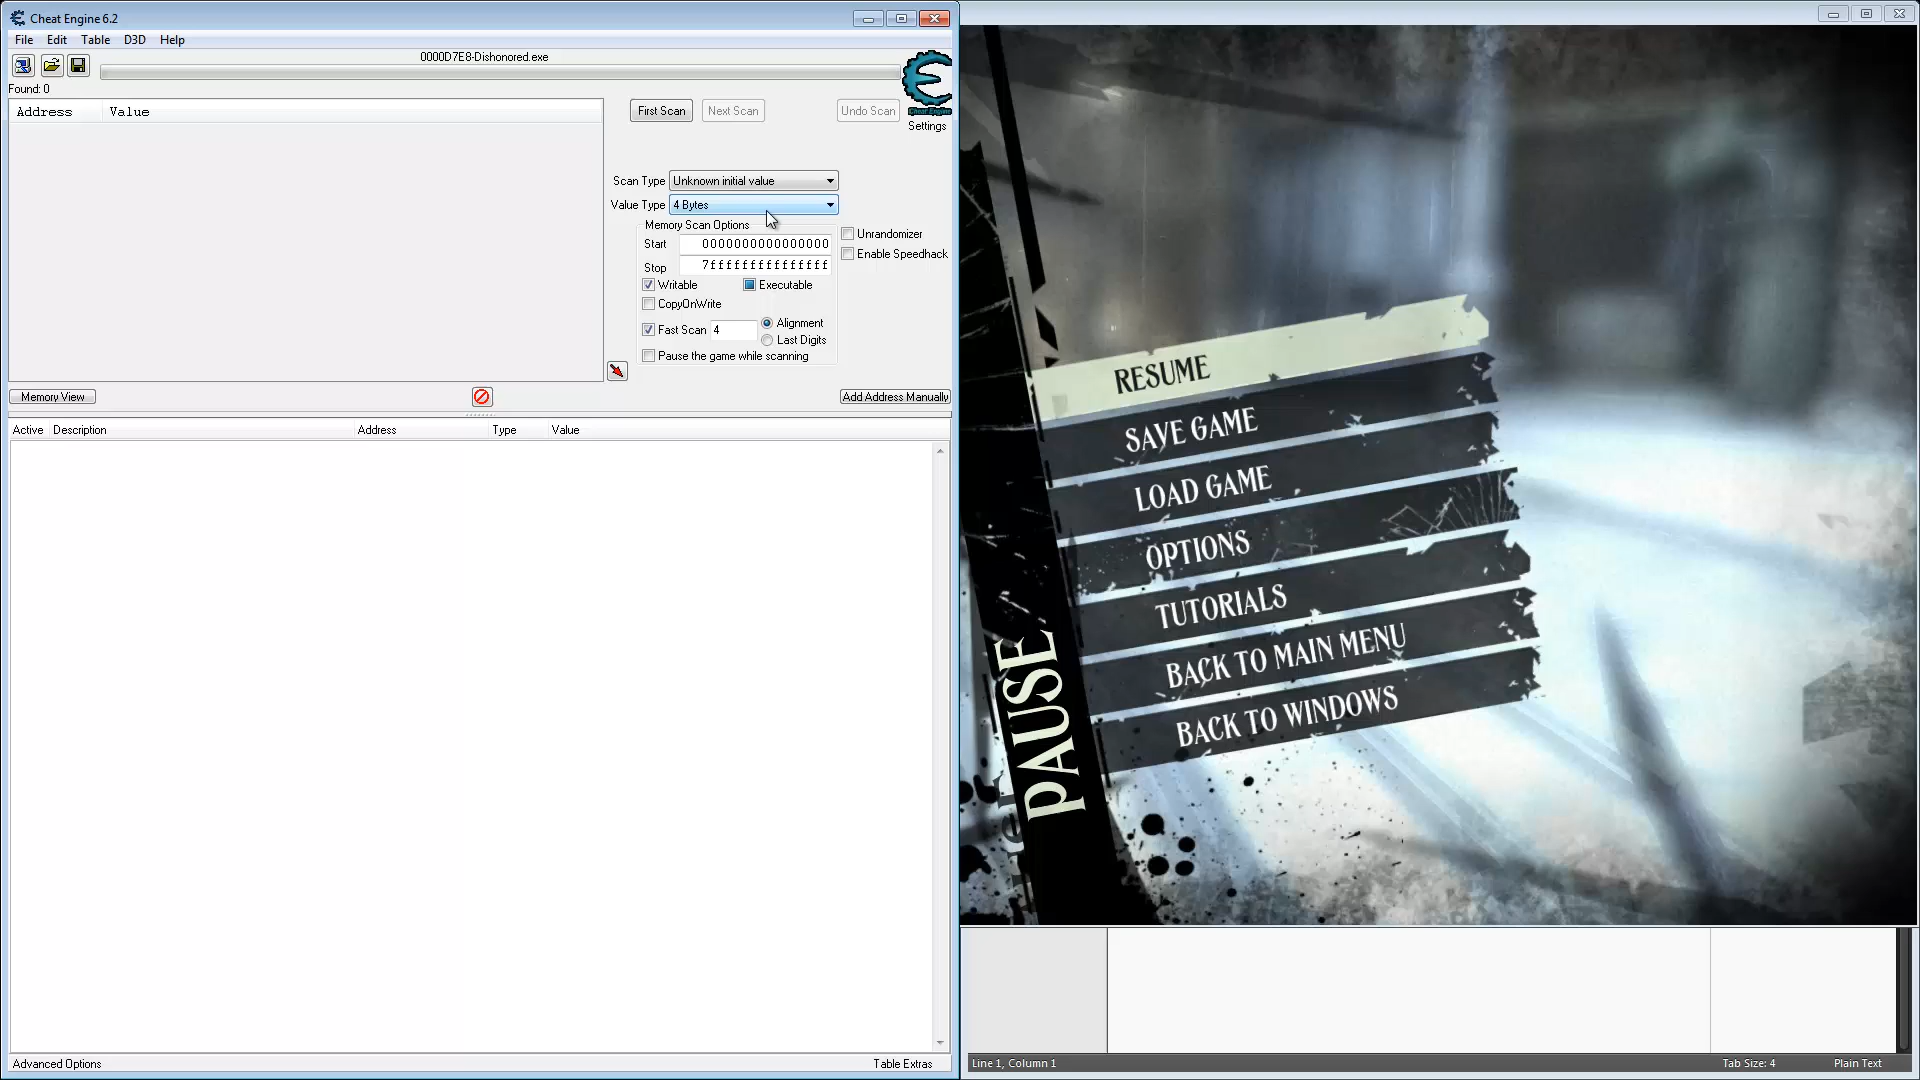 Cheat Engine 6.2
File Edit Table D3D Help
0000D7E8-Dishonored.exe
Found: 0
Address Value
First Scan Next Scan Undo Scan
Settings
Scan Type Unknown initial value
Value Type 4 Bytes
Memory Scan Options
Start 0000000000000000
Stop 7fffffffffffffff
Unrandomizer
Enable Speedhack
Writable Executable
CopyOnWrite
Fast Scan 4 Alignment
Last Digits
Pause the game while scanning
Memory View Add Address Manually
Active Description Address Type Value
Advanced Options Table Extras
RESUME
SAVE GAME
LOAD GAME
OPTIONS
TUTORIALS
BACK TO MAIN MENU
BACK TO WINDOWS
PAUSE
Line 1, Column 1 Tab Size: 4 Plain Text